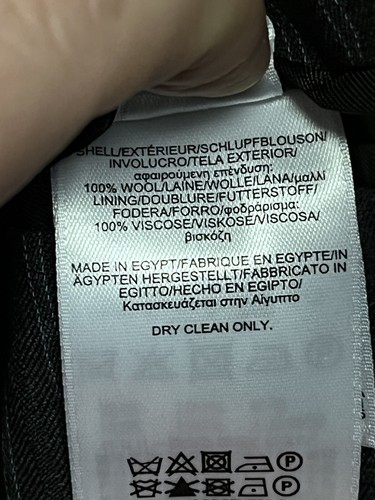 SHELL/EXTÉRIEUR/SCHLUPFBLOUSON/
INVOLUCRO/TELA EXTERIOR/
αφαιρούμενη επένδυση:
100% WOOL/LAINE/WOLLE/LANA/μαλλί
LINING/DOUBLURE/FUTTERSTOFF/
FODERA/FORRO/φοδράρισμα:
100% VISCOSE/VISKOSE/VISCOSA/
βισκόζη
MADE IN EGYPT/FABRIQUE EN EGYPTE/IN
ÄGYPTEN HERGESTELLT/FABBRICATO IN
EGITTO/HECHO EN EGIPTO/
Κατασκευάζεται στην Αίγυπτο
DRY CLEAN ONLY.
P
P